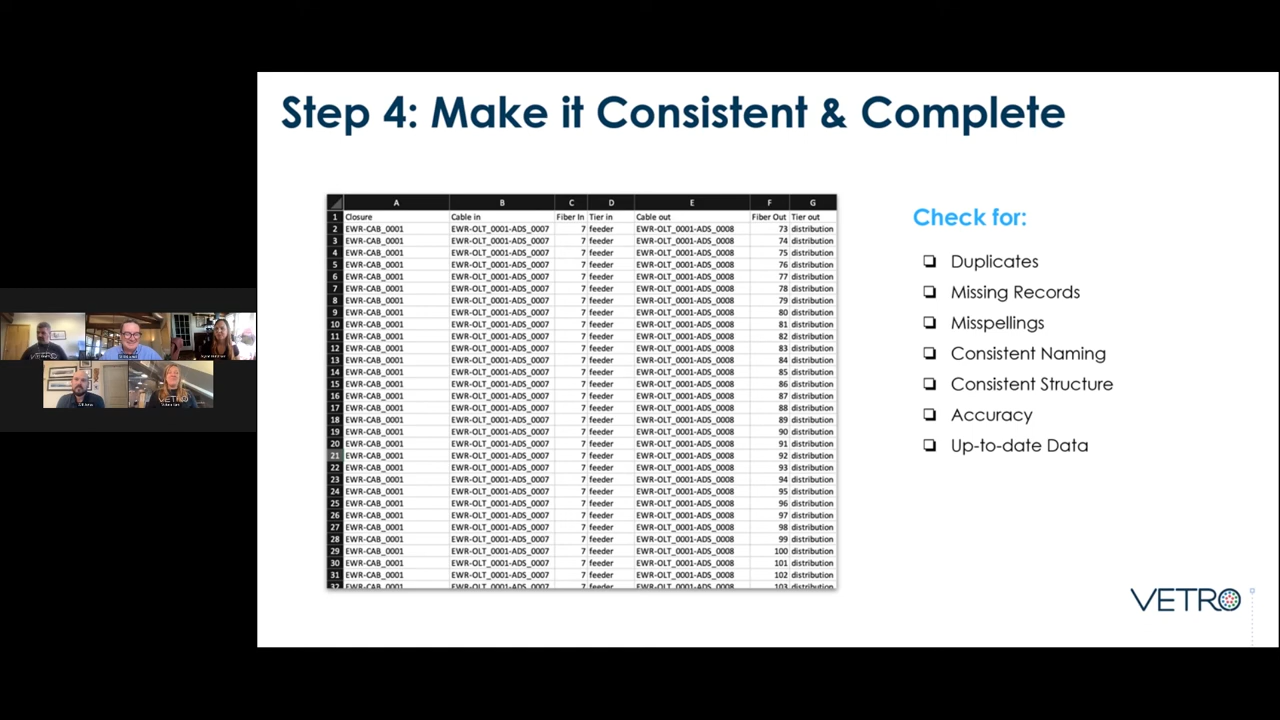 Step 4: Make it Consistent & Complete
A B C D E F G
1 Closure Cable in Fiber In Tier in Cable out Fiber Out Tier out
2 EWR-CAB_0001 EWR-OLT_0001-ADS_0007 7 feeder EWR-OLT_0001-ADS_0008 73 distribution
3 EWR-CAB_0001 EWR-OLT_0001-ADS_0007 7 feeder EWR-OLT_0001-ADS_0008 74 distribution
4 EWR-CAB_0001 EWR-OLT_0001-ADS_0007 7 feeder EWR-OLT_0001-ADS_0008 75 distribution
5 EWR-CAB_0001 EWR-OLT_0001-ADS_0007 7 feeder EWR-OLT_0001-ADS_0008 76 distribution
6 EWR-CAB_0001 EWR-OLT_0001-ADS_0007 7 feeder EWR-OLT_0001-ADS_0008 77 distribution
7 EWR-CAB_0001 EWR-OLT_0001-ADS_0007 7 feeder EWR-OLT_0001-ADS_0008 78 distribution
8 EWR-CAB_0001 EWR-OLT_0001-ADS_0007 7 feeder EWR-OLT_0001-ADS_0008 79 distribution
9 EWR-CAB_0001 EWR-OLT_0001-ADS_0007 7 feeder EWR-OLT_0001-ADS_0008 80 distribution
10 EWR-CAB_0001 EWR-OLT_0001-ADS_0007 7 feeder EWR-OLT_0001-ADS_0008 81 distribution
11 EWR-CAB_0001 EWR-OLT_0001-ADS_0007 7 feeder EWR-OLT_0001-ADS_0008 82 distribution
12 EWR-CAB_0001 EWR-OLT_0001-ADS_0007 7 feeder EWR-OLT_0001-ADS_0008 83 distribution
13 EWR-CAB_0001 EWR-OLT_0001-ADS_0007 7 feeder EWR-OLT_0001-ADS_0008 84 distribution
14 EWR-CAB_0001 EWR-OLT_0001-ADS_0007 7 feeder EWR-OLT_0001-ADS_0008 85 distribution
15 EWR-CAB_0001 EWR-OLT_0001-ADS_0007 7 feeder EWR-OLT_0001-ADS_0008 86 distribution
16 EWR-CAB_0001 EWR-OLT_0001-ADS_0007 7 feeder EWR-OLT_0001-ADS_0008 87 distribution
17 EWR-CAB_0001 EWR-OLT_0001-ADS_0007 7 feeder EWR-OLT_0001-ADS_0008 88 distribution
18 EWR-CAB_0001 EWR-OLT_0001-ADS_0007 7 feeder EWR-OLT_0001-ADS_0008 89 distribution
19 EWR-CAB_0001 EWR-OLT_0001-ADS_0007 7 feeder EWR-OLT_0001-ADS_0008 90 distribution
20 EWR-CAB_0001 EWR-OLT_0001-ADS_0007 7 feeder EWR-OLT_0001-ADS_0008 91 distribution
21 EWR-CAB_0001 EWR-OLT_0001-ADS_0007 7 feeder EWR-OLT_0001-ADS_0008 92 distribution
22 EWR-CAB_0001 EWR-OLT_0001-ADS_0007 7 feeder EWR-OLT_0001-ADS_0008 93 distribution
23 EWR-CAB_0001 EWR-OLT_0001-ADS_0007 7 feeder EWR-OLT_0001-ADS_0008 94 distribution
24 EWR-CAB_0001 EWR-OLT_0001-ADS_0007 7 feeder EWR-OLT_0001-ADS_0008 95 distribution
25 EWR-CAB_0001 EWR-OLT_0001-ADS_0007 7 feeder EWR-OLT_0001-ADS_0008 96 distribution
26 EWR-CAB_0001 EWR-OLT_0001-ADS_0007 7 feeder EWR-OLT_0001-ADS_0008 97 distribution
27 EWR-CAB_0001 EWR-OLT_0001-ADS_0007 7 feeder EWR-OLT_0001-ADS_0008 98 distribution
28 EWR-CAB_0001 EWR-OLT_0001-ADS_0007 7 feeder EWR-OLT_0001-ADS_0008 99 distribution
29 EWR-CAB_0001 EWR-OLT_0001-ADS_0007 7 feeder EWR-OLT_0001-ADS_0008 100 distribution
30 EWR-CAB_0001 EWR-OLT_0001-ADS_0007 7 feeder EWR-OLT_0001-ADS_0008 101 distribution
31 EWR-CAB_0001 EWR-OLT_0001-ADS_0007 7 feeder EWR-OLT_0001-ADS_0008 102 distribution
32 EWR-CAB_0001 EWR-OLT_0001-ADS_0007 7 feeder EWR-OLT_0001-ADS_0008 103 distribution
Check for:
Duplicates
Missing Records
Misspellings
Consistent Naming
Consistent Structure
Accuracy
Up-to-date Data
VETRO
VETRO